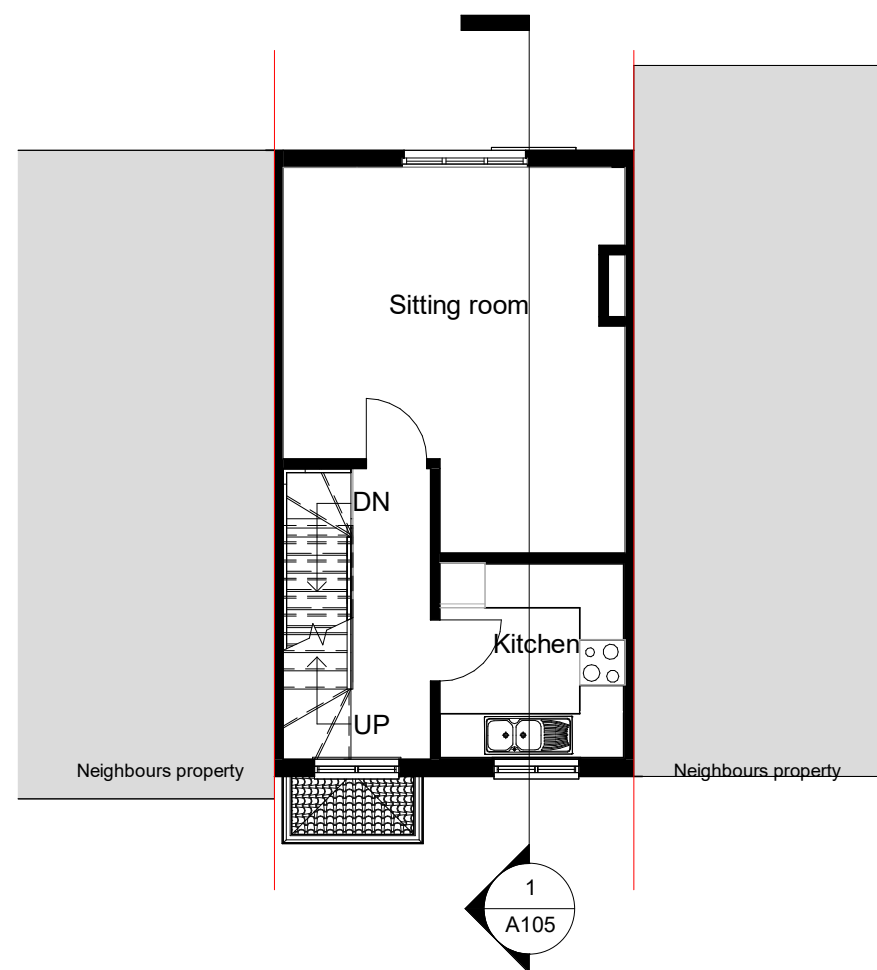 Sitting room
DN
Kitchen
UP
Neighbours property
Neighbours property
1
A105